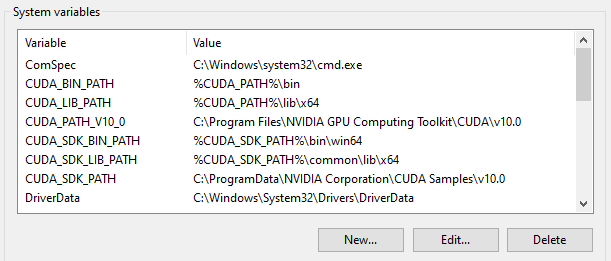 System variables
Variable Value
ComSpec C:\Windows\system32\cmd.exe
CUDA_BIN_PATH %CUDA_PATH%\bin
CUDA_LIB_PATH %CUDA_PATH%\lib\x64
CUDA_PATH_V10_0 C:\Program Files\NVIDIA GPU Computing Toolkit\CUDA\v10.0
CUDA_SDK_BIN_PATH %CUDA_SDK_PATH%\bin\win64
CUDA_SDK_LIB_PATH %CUDA_SDK_PATH%\common\lib\x64
CUDA_SDK_PATH C:\ProgramData\NVIDIA Corporation\CUDA Samples\v10.0
DriverData C:\Windows\System32\Drivers\DriverData
New... Edit... Delete